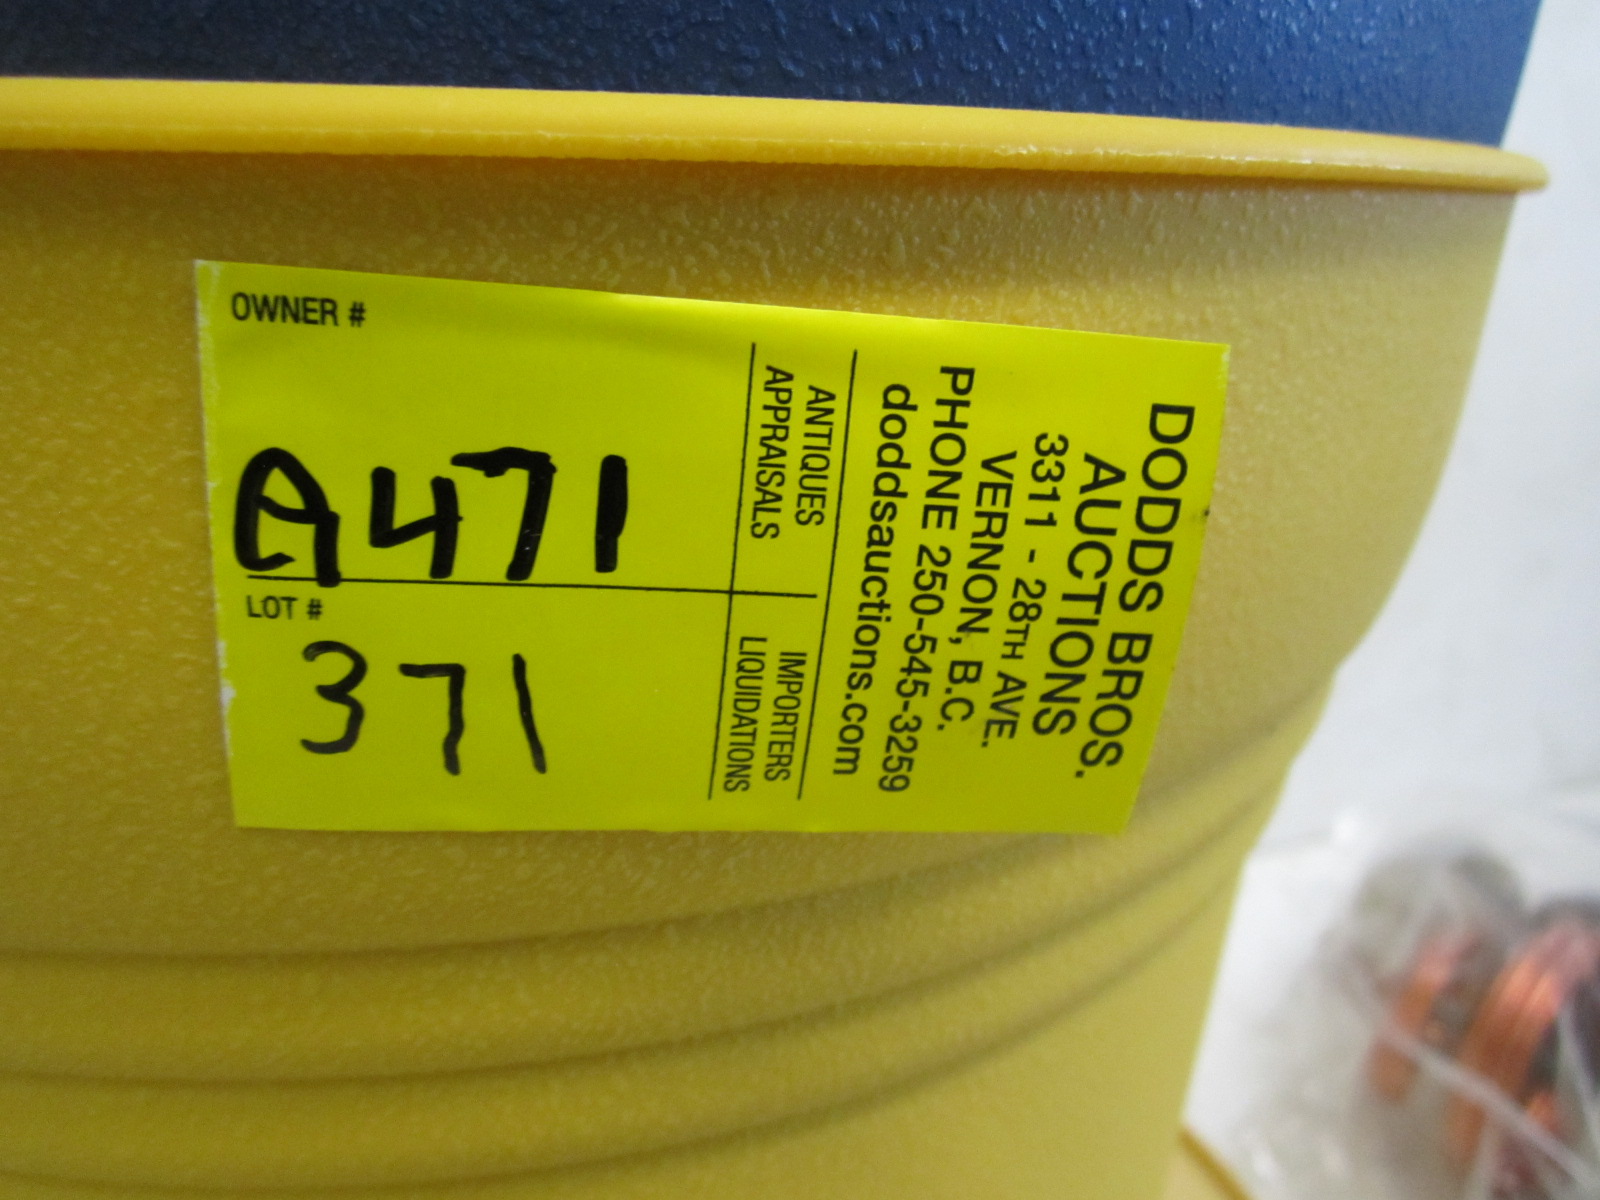 OWNER #
A471
LOT #
371
ANTIQUES
APPRAISALS
IMPORTERS
LIQUIDATIONS
DODDS BROS.
AUCTIONS
3311 - 28TH AVE.
VERNON, B.C.
PHONE 250-545-3259
doddsauctions.com